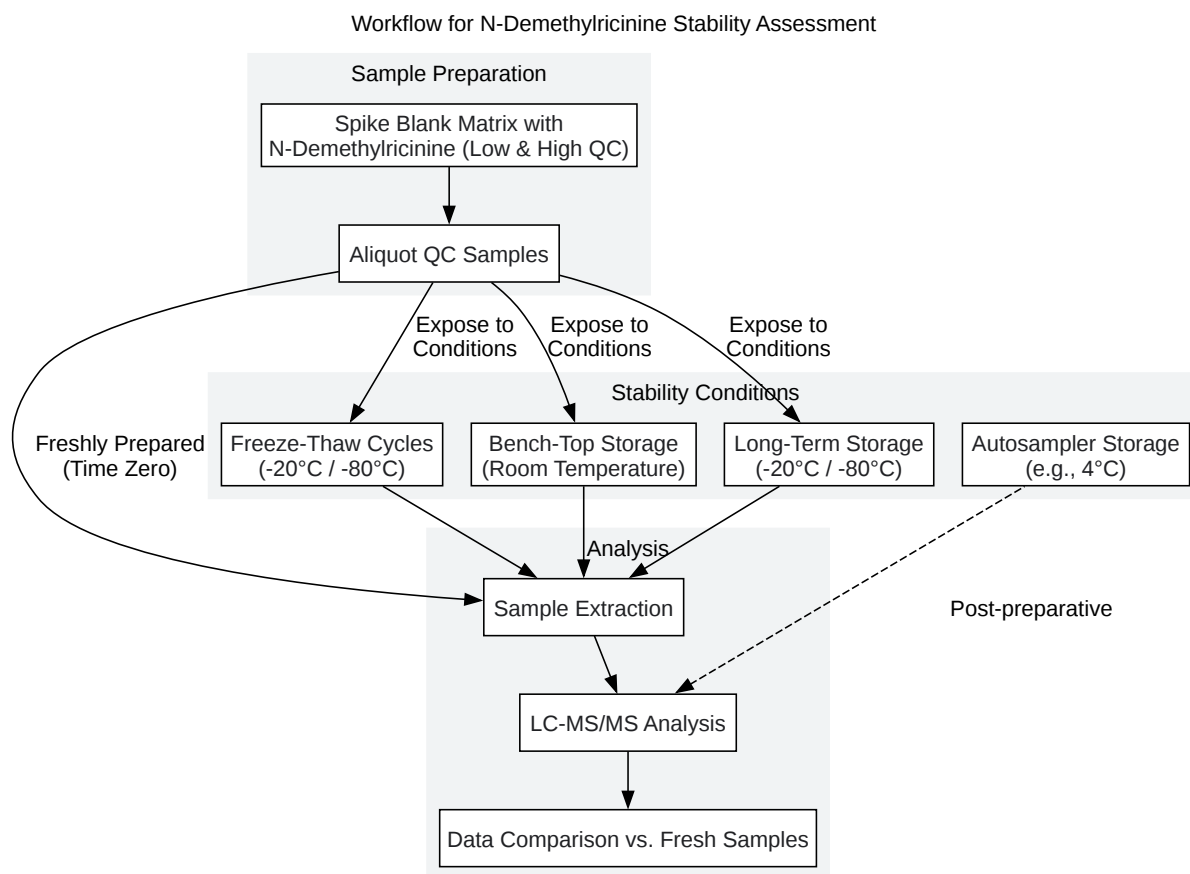 Workflow for N-Demethylricinine Stability Assessment
Sample Preparation
Spike Blank Matrix with
N-Demethylricinine (Low & High QC)
Aliquot QC Samples
Expose to
Conditions
Expose to
Conditions
Expose to
Conditions
Stability Conditions
Freshly Prepared
(Time Zero)
Freeze-Thaw Cycles
(-20°C / -80°C)
Bench-Top Storage
(Room Temperature)
Long-Term Storage
(-20°C / -80°C)
Autosampler Storage
(e.g., 4°C)
Analysis
Sample Extraction
Post-preparative
LC-MS/MS Analysis
Data Comparison vs. Fresh Samples